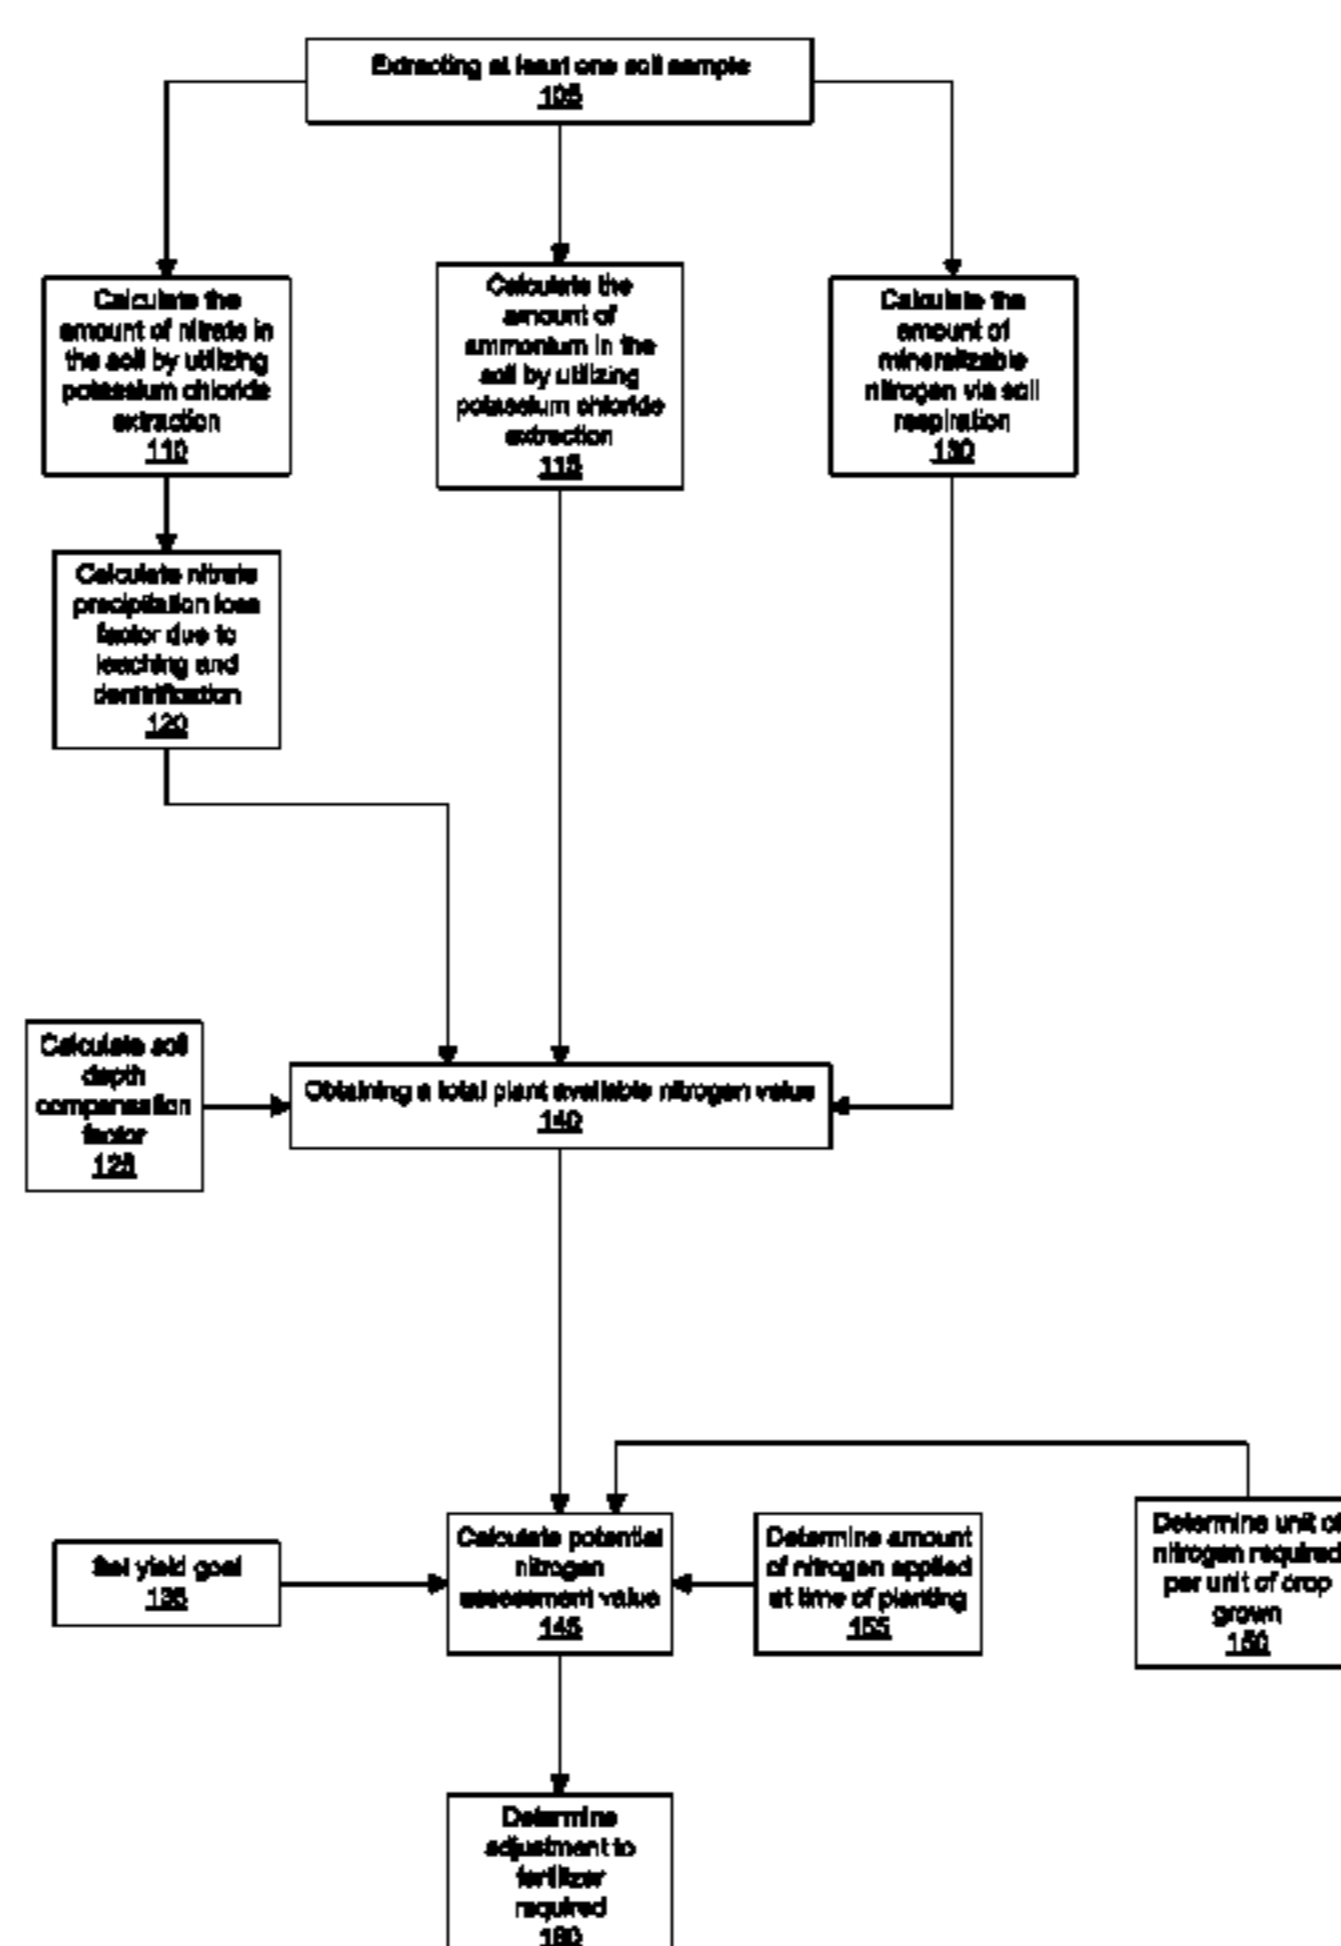 Extracting at least one soil sample
105
Calculate the
amount of nitrate in
the soil by utilizing
potassium chloride
extraction
110
Calculate the
amount of
ammonium in the
soil by utilizing
potassium chloride
extraction
115
Calculate the
amount of
mineralizable
nitrogen via soil
respiration
130
Calculate nitrate
precipitation loss
factor due to
leaching and
120
Calculate soil
depth
compensation
factor
125
Obtaining a total plant available nitrogen value
140
Set yield goal
135
Calculate potential
nitrogen
assessment value
145
Determine amount
of nitrogen applied
at time of planting
155
Determine unit of
nitrogen required
per unit of crop
grown
150
Determine
adjustment to
fertilizer
required
160